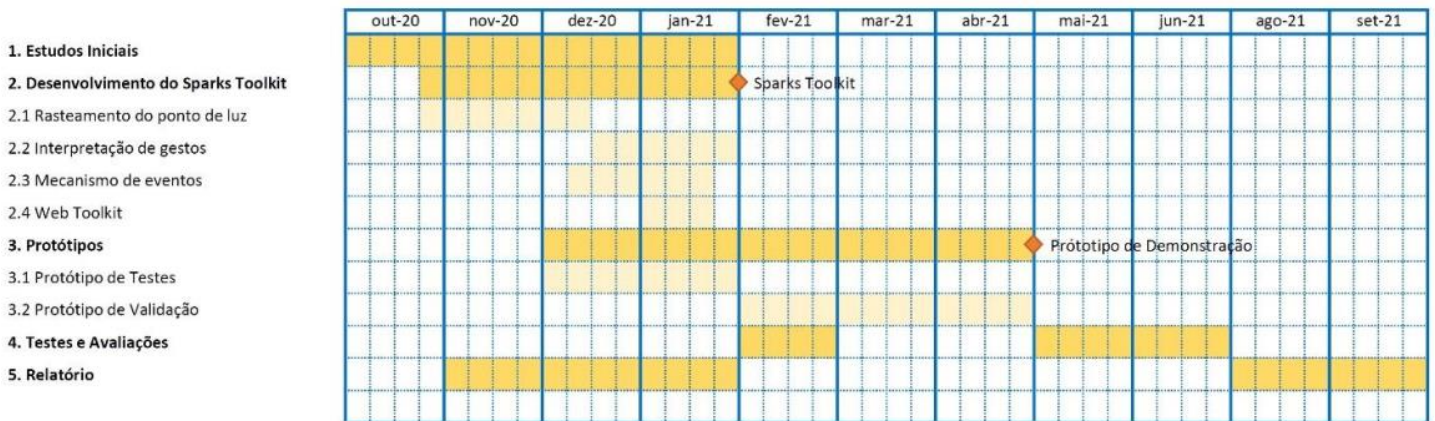 out-20 nov-20 dez-20 jan-21 fev-21 mar-21 abr-21 mai-21 jun-21 ago-21 set-21
1. Estudos Iniciais
2. Desenvolvimento do Sparks Toolkit
Sparks Toolkit
2.1 Rasteamento do ponto de luz
2.2 Interpretação de gestos
2.3 Mecanismo de eventos
2.4 Web Toolkit
3. Protótipos
Prótotipo de Demonstração
3.1 Protótipo de Testes
3.2 Protótipo de Validação
4. Testes e Avaliações
5. Relatório